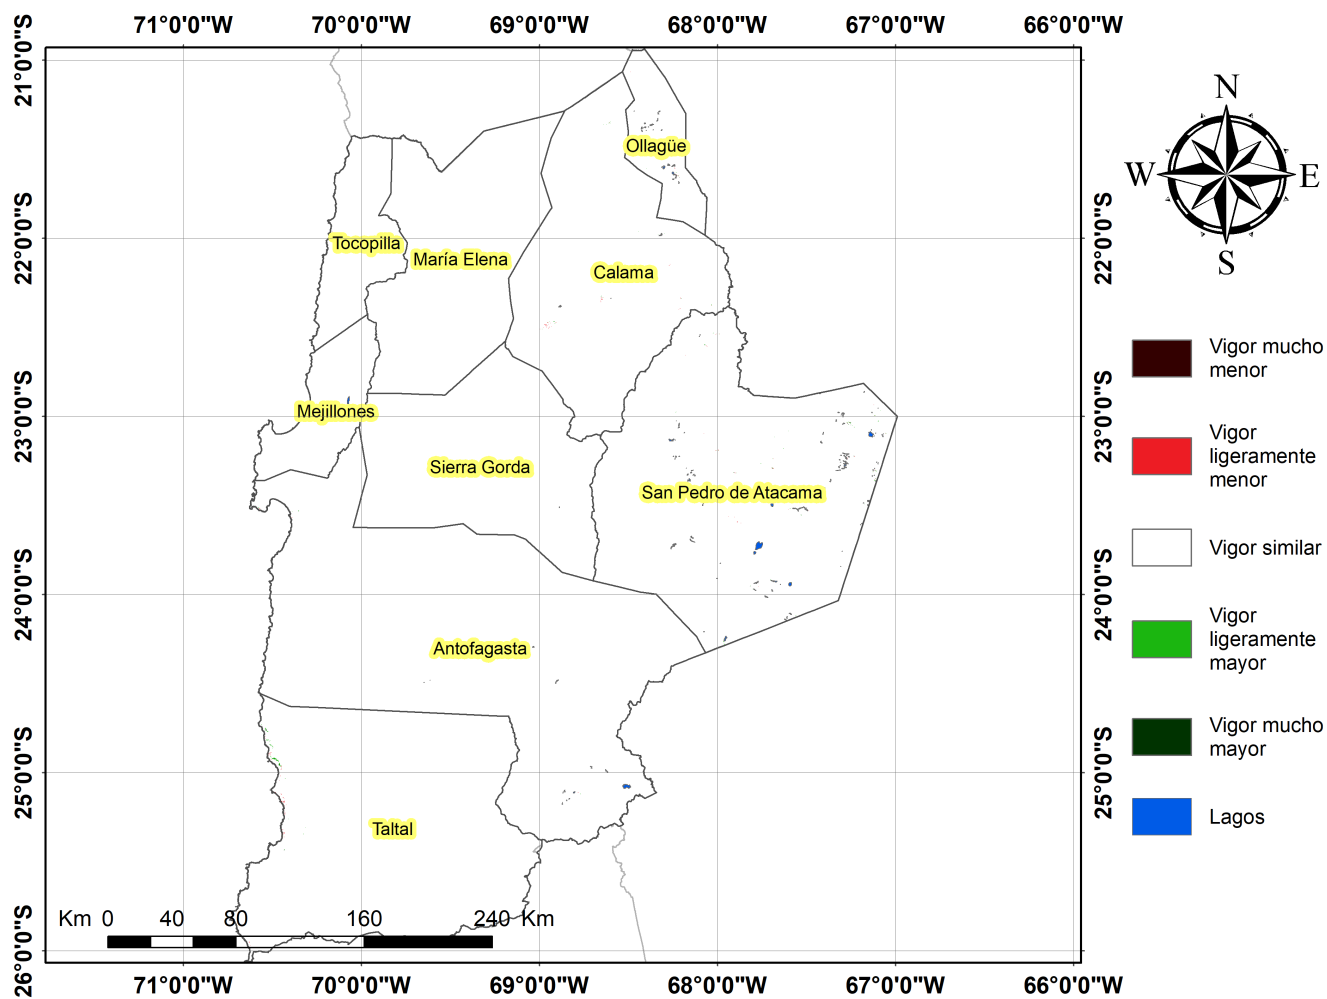 71°0'0"W 70°0'0"W 69°0'0"W 68°0'0"W 67°0'0"W 66°0'0"W
21°0'0"S
22°0'0"S
23°0'0"S
24°0'0"S
25°0'0"S
26°0'0"S
Ollagüe
Tocopilla
María Elena
Calama
Mejillones
Sierra Gorda
San Pedro de Atacama
Antofagasta
Taltal
Km 0 40 80 160 240 Km
71°0'0"W 70°0'0"W 69°0'0"W 68°0'0"W 67°0'0"W 66°0'0"W
22°0'0"S
23°0'0"S
24°0'0"S
25°0'0"S
N
W E
S
Vigor mucho
menor
Vigor
ligeramente
menor
Vigor similar
Vigor
ligeramente
mayor
Vigor mucho
mayor
Lagos